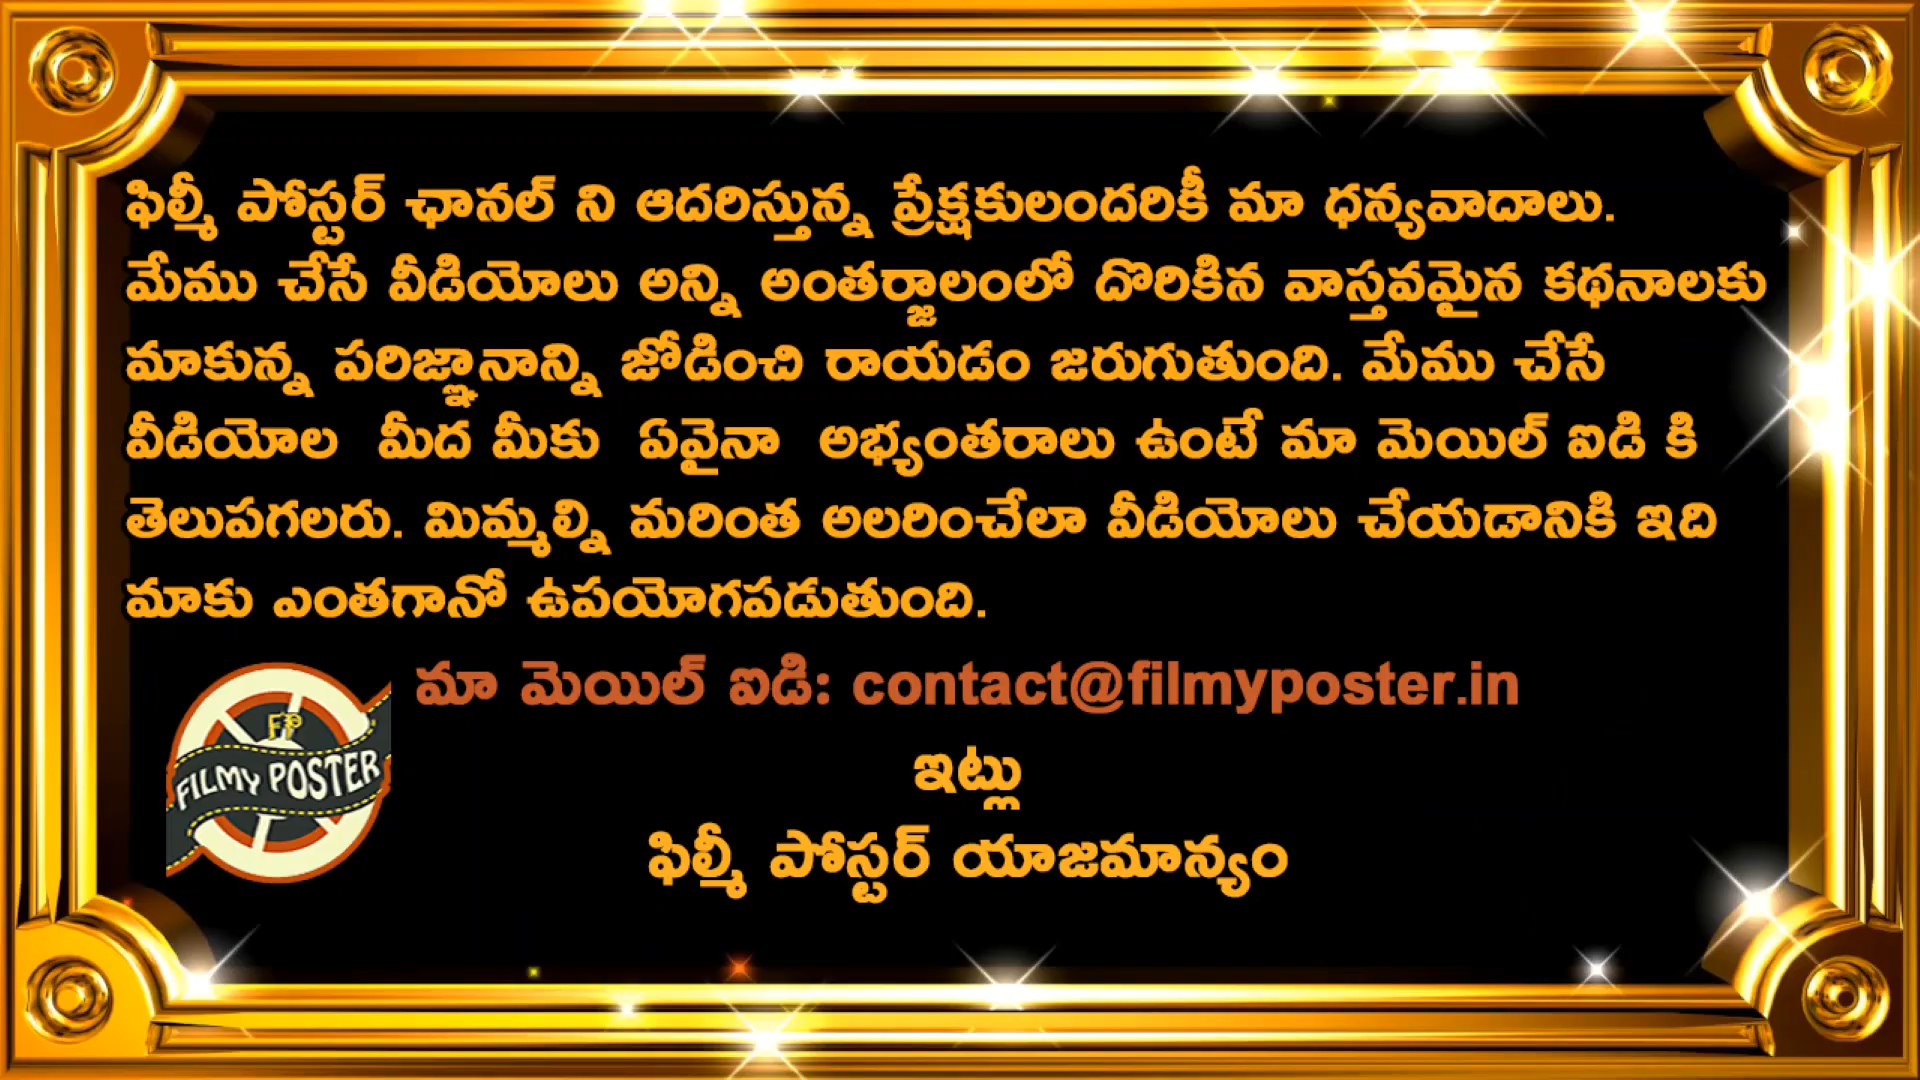 ఫిల్మీ పోస్టర్ ఛానల్ ని ఆదరిస్తున్న ప్రేక్షకులందరికీ మా ధన్యవాదాలు.
మేము చేసే వీడియోలు అన్ని అంతర్జాలంలో దొరికిన వాస్తవమైన కథనాలకు
మాకున్న పరిజ్ఞానాన్ని జోడించి రాయడం జరుగుతుంది. మేము చేసే
వీడియోల మీద మీకు ఏవైనా అభ్యంతరాలు ఉంటే మా మెయిల్ ఐడి కి
తెలుపగలరు. మిమ్మల్ని మరింత అలరించేలా వీడియోలు చేయడానికి ఇది
మాకు ఎంతగానో ఉపయోగపడుతుంది.
మా మెయిల్ ఐడి: contact@filmyposter.in
FP
FILMY POSTER
ఇట్లు
ఫిల్మీ పోస్టర్ యాజమాన్యం